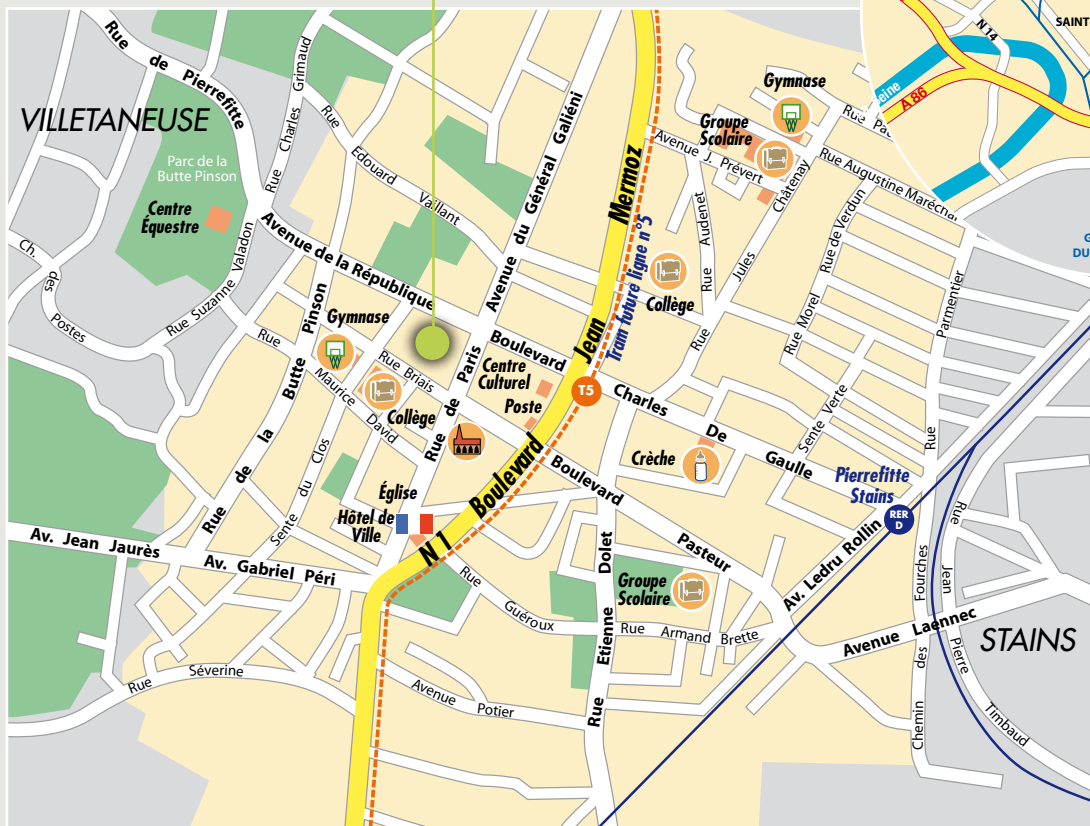 SAINT
N 14
Seine
A 86
G
DU
VILLETANEUSE
Rue de Pierrefitte
Rue Charles Grimaud
Rue Edouard Vaillant
Parc de la
Butte Pinson
Centre
Équestre
Avenue de la République
Rue Suzanne Valadon
Ch. des Postes
Avenue du Général Galiéni
Mermoz
Tram future ligne n°5
Gymnase
Groupe
Scolaire
Avenue J. Prévert
Rue Augustine Marécha
Rue Jules Châtenay
Rue Audenet
Collège
Rue de Verdun
Rue Morel
Rue Parmentier
Gymnase
Rue de la Butte Pinson
Rue Maurice David
Rue Briais
Collège
Rue de Paris
Boulevard Charles De Gaulle
Jean
Centre
Culturel
Poste
T5
Crèche
Sente Verte
Pierrefitte
Stains
RER
D
Boulevard
Boulevard Pasteur
Église
Hôtel de
Ville
N 1
Sente du Clos
Av. Jean Jaurès
Av. Gabriel Péri
Av. Ledru Rollin
Rue Etienne Dolet
Groupe
Scolaire
Rue Guéroux
Rue Armand Brette
Avenue Laennec
STAINS
Rue Jean Pierre Timbaud
Chemin des Fourches
Rue Séverine
Avenue Potier